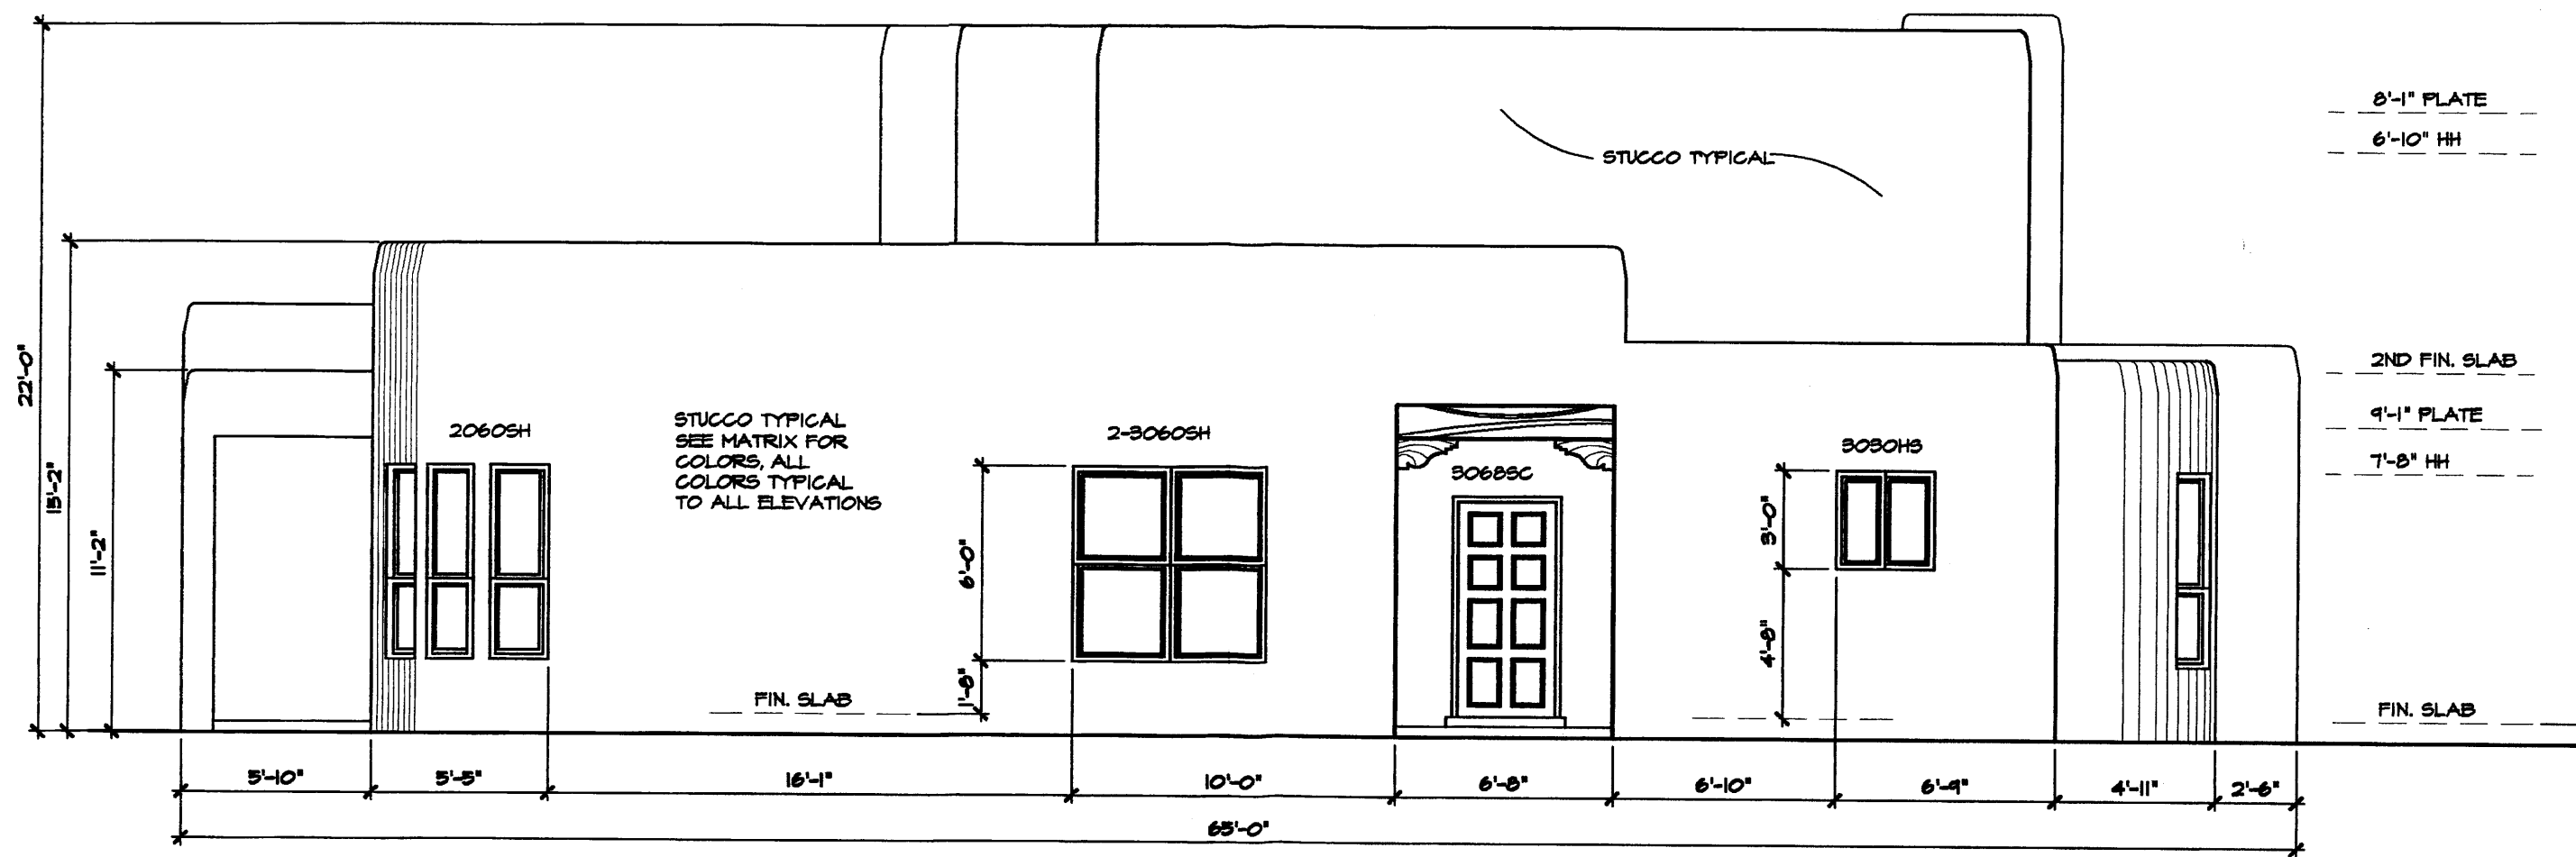 8'-1" PLATE
6'-10" HH
STUCCO TYPICAL
22'-0"
15'-2"
11'-2"
2ND FIN. SLAB
9'-1" PLATE
7'-8" HH
2060SH
STUCCO TYPICAL
SEE MATRIX FOR
COLORS, ALL
COLORS TYPICAL
TO ALL ELEVATIONS
2-3060SH
3068SC
3030HS
6'-0"
1'-8"
3'-0"
4'-8"
FIN. SLAB
FIN. SLAB
5'-10"
5'-5"
16'-1"
10'-0"
6'-8"
6'-10"
6'-9"
4'-11"
2'-6"
65'-0"